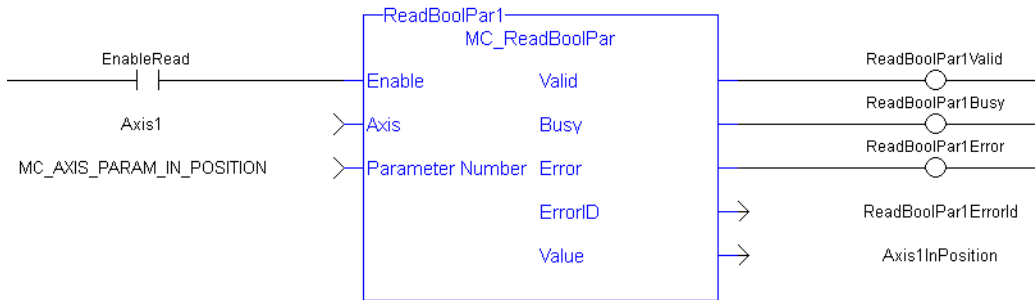 ReadBoolPar1
MC_ReadBoolPar
EnableRead
ReadBoolPar1Valid
Enable
Valid
ReadBoolPar1Busy
Axis1
Axis
Busy
ReadBoolPar1Error
MC_AXIS_PARAM_IN_POSITION
Parameter Number
Error
ErrorID
ReadBoolPar1ErrorId
Value
Axis1InPosition